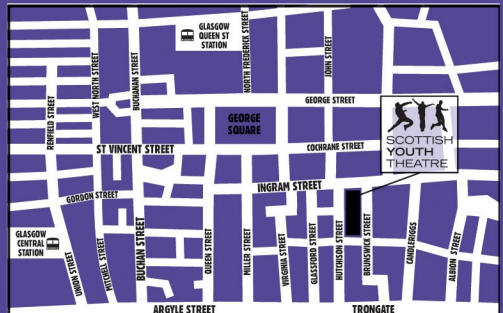 GLASGOW
QUEEN ST
STATION
NORTH FREDERICK STREET
JOHN STREET
WEST NORTH STREET
BUCHANAN STREET
RENFIELD STREET
GEORGE STREET
GEORGE
SQUARE
ST VINCENT STREET
COCHRANE STREET
SCOTTISH
YOUTH
THEATRE
INGRAM STREET
GORDON STREET
GLASGOW
CENTRAL
STATION
UNION STREET
MITCHELL STREET
BUCHAN STREET
QUEEN STREET
MILLER STREET
VIRGINIA STREET
GLASSFORD STREET
HUTCHISON STREET
BRUNSWICK STREET
CANDLERIGGS
ALBION STREET
ARGYLE STREET
TRONGATE